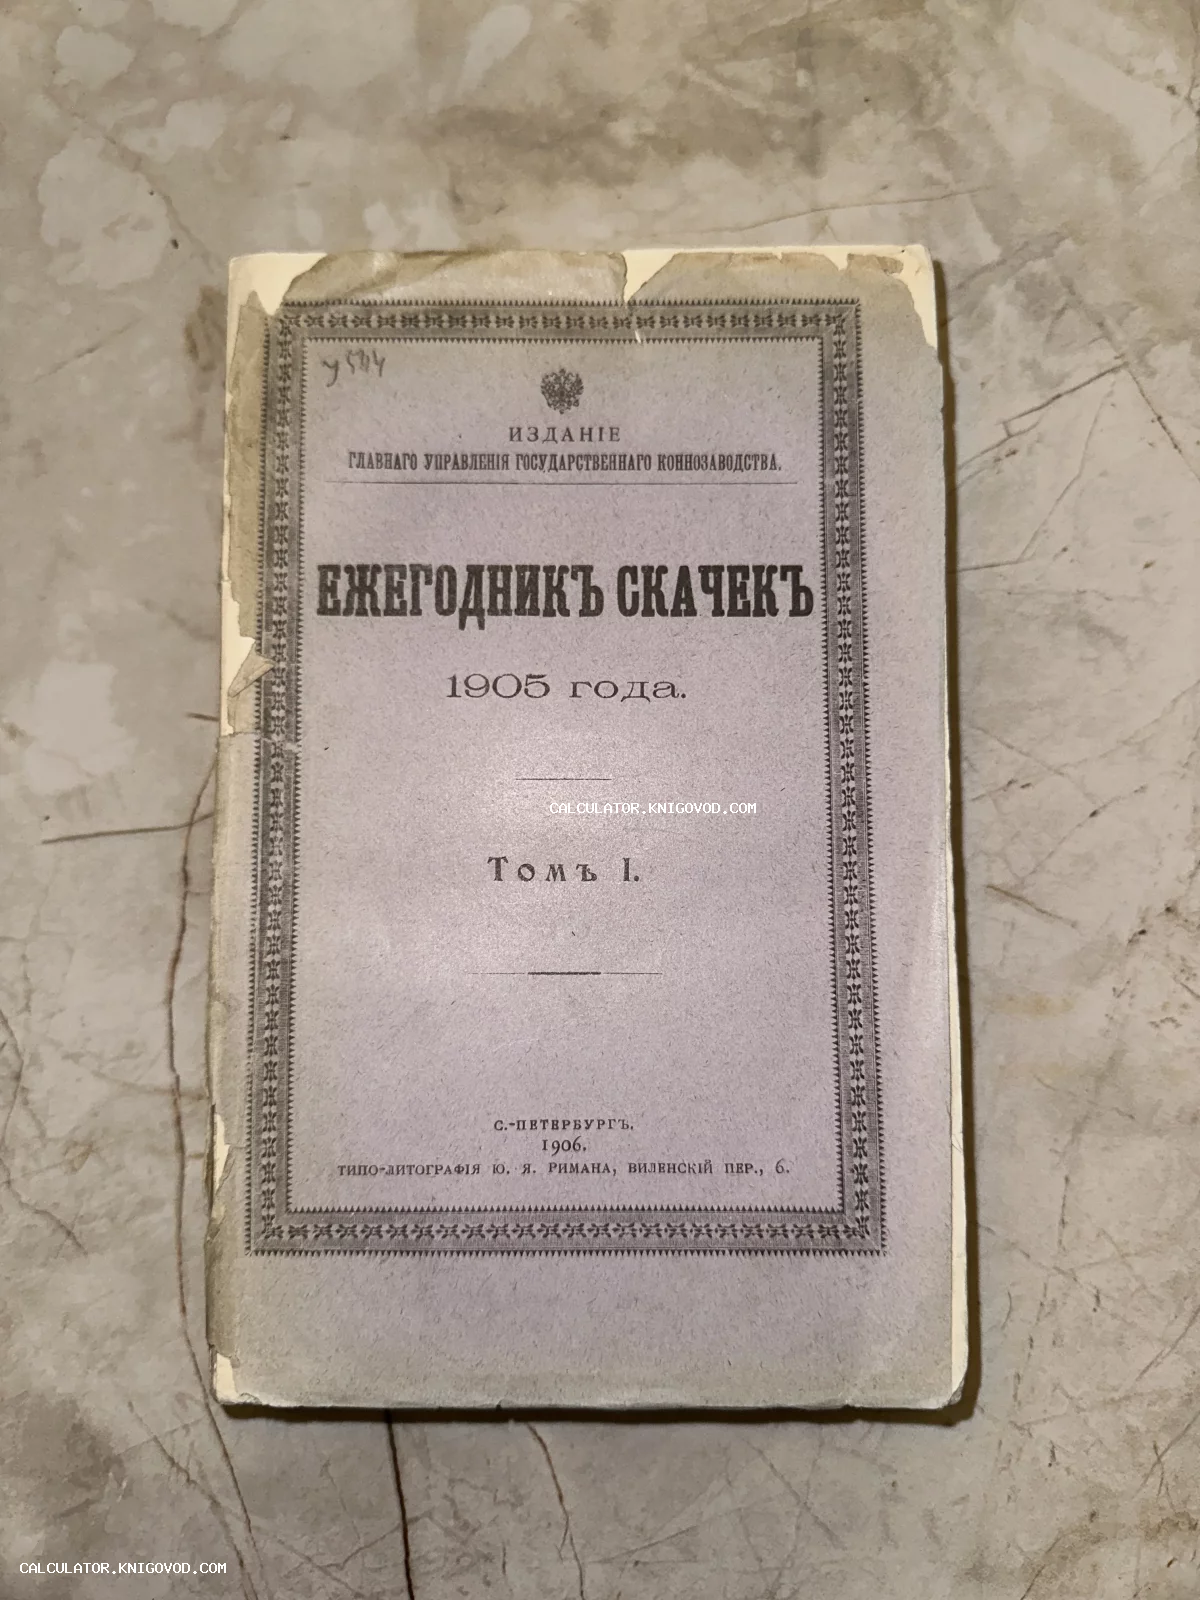 у544
ИЗДАНІЕ
ГЛАВНАГО УПРАВЛЕНІЯ ГОСУДАРСТВЕННАГО КОННОЗАВОДСТВА.
ЕЖЕГОДНИКЪ СКАЧЕКЪ
1905 года.
CALCULATOR.KNIGOVOD.COM
Томъ I.
С.-ПЕТЕРБУРГЪ.
1906.
ТИПО-ЛИТОГРАФІЯ Ю. Я. РИМАНА, ВИЛЕНСКІЙ ПЕР., 6.
CALCULATOR.KNIGOVOD.COM